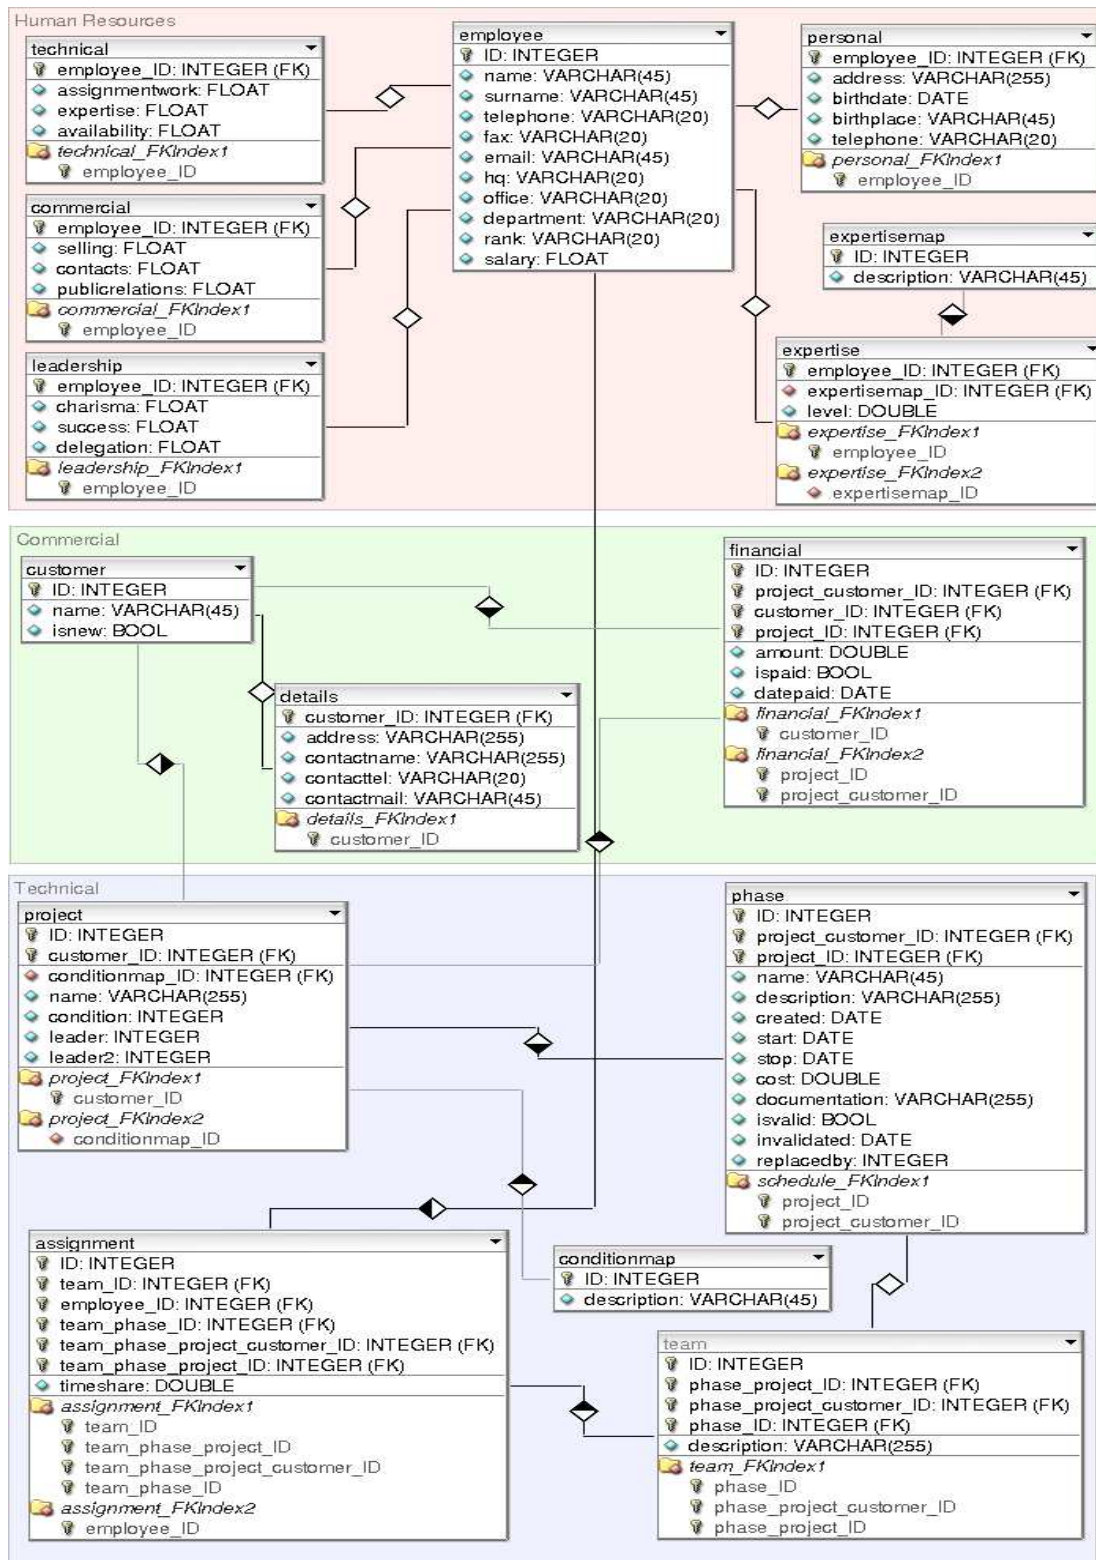 Human Resources
technical
employee_ID: INTEGER (FK)
assignmentwork: FLOAT
expertise: FLOAT
availability: FLOAT
technical_FKIndex1
employee_ID
commercial
employee_ID: INTEGER (FK)
selling: FLOAT
contacts: FLOAT
publicrelations: FLOAT
commercial_FKIndex1
employee_ID
leadership
employee_ID: INTEGER (FK)
charisma: FLOAT
success: FLOAT
delegation: FLOAT
leadership_FKIndex1
employee_ID
employee
ID: INTEGER
name: VARCHAR(45)
surname: VARCHAR(45)
telephone: VARCHAR(20)
fax: VARCHAR(20)
email: VARCHAR(45)
hq: VARCHAR(20)
office: VARCHAR(20)
department: VARCHAR(20)
rank: VARCHAR(20)
salary: FLOAT
personal
employee_ID: INTEGER (FK)
address: VARCHAR(255)
birthdate: DATE
birthplace: VARCHAR(45)
telephone: VARCHAR(20)
personal_FKIndex1
employee_ID
expertisemap
ID: INTEGER
description: VARCHAR(45)
expertise
employee_ID: INTEGER (FK)
expertisemap_ID: INTEGER (FK)
level: DOUBLE
expertise_FKIndex1
employee_ID
expertise_FKIndex2
expertisemap_ID
Commercial
customer
ID: INTEGER
name: VARCHAR(45)
isnew: BOOL
details
customer_ID: INTEGER (FK)
address: VARCHAR(255)
contactname: VARCHAR(255)
contacttel: VARCHAR(20)
contactmail: VARCHAR(45)
details_FKIndex1
customer_ID
financial
ID: INTEGER
project_customer_ID: INTEGER (FK)
customer_ID: INTEGER (FK)
project_ID: INTEGER (FK)
amount: DOUBLE
ispaid: BOOL
datepaid: DATE
financial_FKIndex1
customer_ID
financial_FKIndex2
project_ID
project_customer_ID
Technical
project
ID: INTEGER
customer_ID: INTEGER (FK)
conditionmap_ID: INTEGER (FK)
name: VARCHAR(255)
condition: INTEGER
leader: INTEGER
leader2: INTEGER
project_FKIndex1
customer_ID
project_FKIndex2
conditionmap_ID
phase
ID: INTEGER
project_customer_ID: INTEGER (FK)
project_ID: INTEGER (FK)
name: VARCHAR(45)
description: VARCHAR(255)
created: DATE
start: DATE
stop: DATE
cost: DOUBLE
documentation: VARCHAR(255)
isvalid: BOOL
invalidated: DATE
replacedby: INTEGER
schedule_FKIndex1
project_ID
project_customer_ID
assignment
ID: INTEGER
team_ID: INTEGER (FK)
employee_ID: INTEGER (FK)
team_phase_ID: INTEGER (FK)
team_phase_project_customer_ID: INTEGER (FK)
team_phase_project_ID: INTEGER (FK)
timeshare: DOUBLE
assignment_FKIndex1
team_ID
team_phase_project_ID
team_phase_project_customer_ID
team_phase_ID
assignment_FKIndex2
employee_ID
conditionmap
ID: INTEGER
description: VARCHAR(45)
team
ID: INTEGER
phase_project_ID: INTEGER (FK)
phase_project_customer_ID: INTEGER (FK)
phase_ID: INTEGER (FK)
description: VARCHAR(255)
team_FKIndex1
phase_ID
phase_project_customer_ID
phase_project_ID